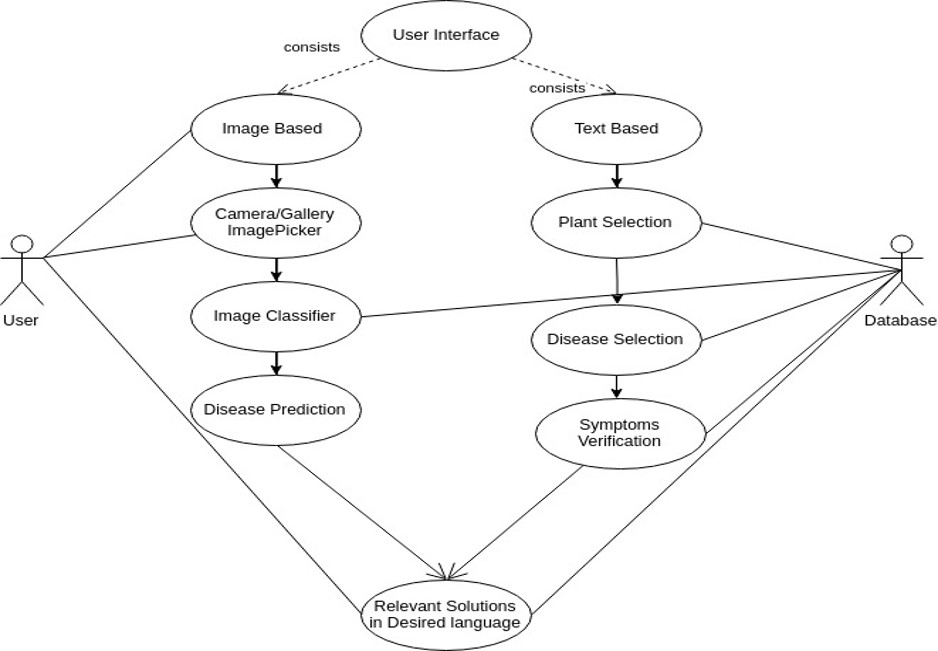 User Interface
consists
consists
Image Based
Text Based
Camera/Gallery
ImagePicker
Plant Selection
Image Classifier
User
Database
Disease Selection
Disease Prediction
Symptoms
Verification
Relevant Solutions
in Desired language